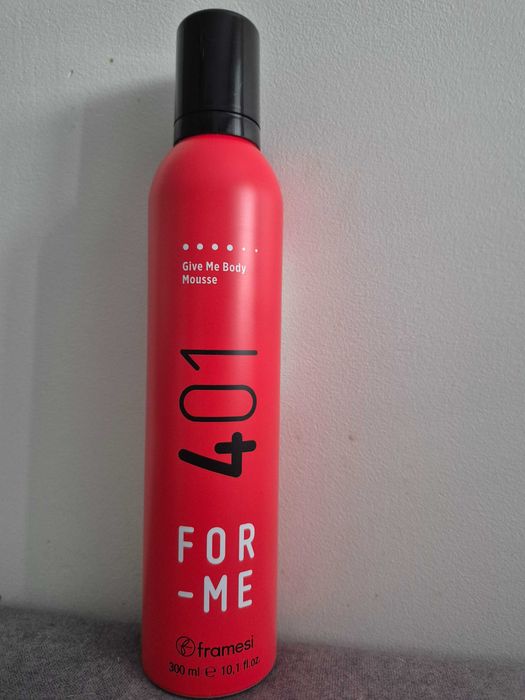 Give Me Body
Mousse
401
FOR
-ME
framesi
300 ml e 10,1 fl.oz.